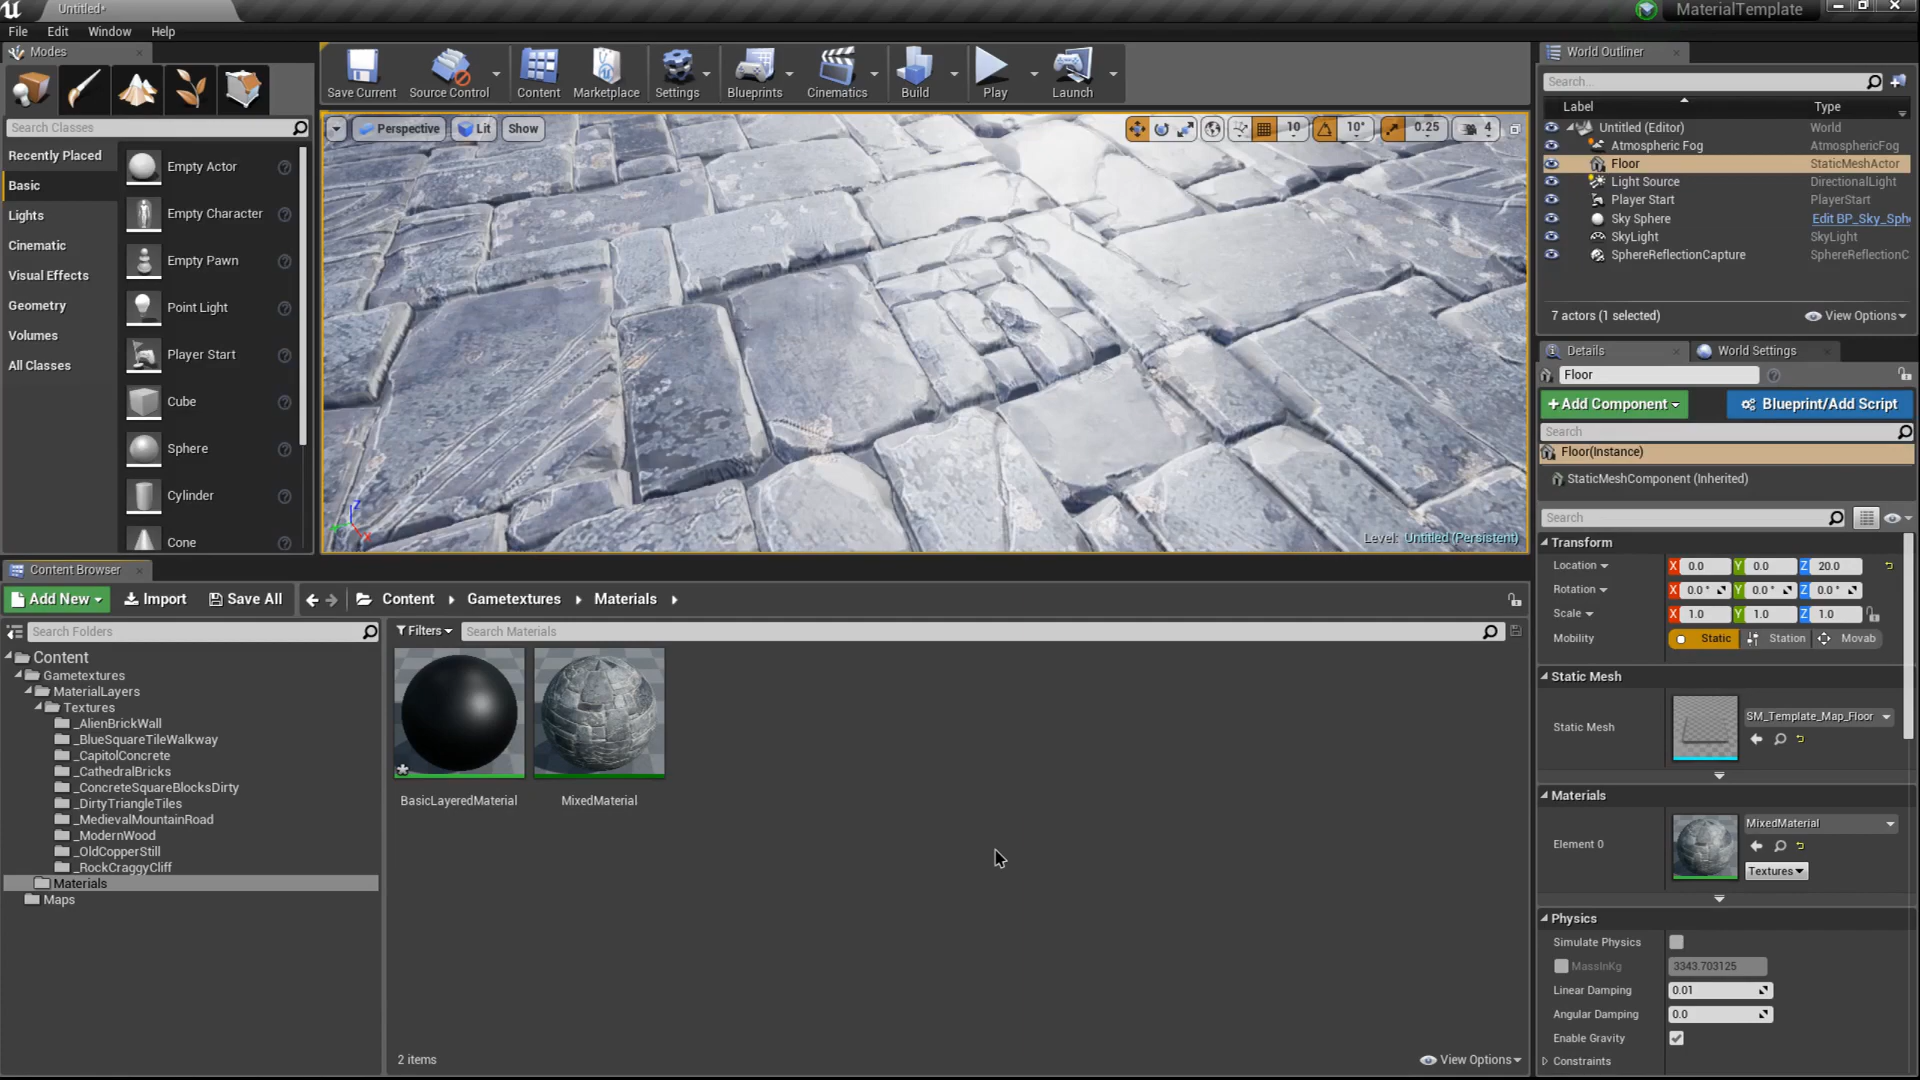 Untitled*
MaterialTemplate
File Edit Window Help
Modes
Save Current
Source Control
Content
Marketplace
Settings
Blueprints
Cinematics
Build
Play
Launch
Search Classes
Recently Placed
Basic
Lights
Cinematic
Visual Effects
Geometry
Volumes
All Classes
Empty Actor
Empty Character
Empty Pawn
Point Light
Player Start
Cube
Sphere
Cylinder
Cone
Perspective
Lit
Show
10
10°
0.25
4
Level: Untitled (Persistent)
World Outliner
Search...
Label Type
Untitled (Editor) World
Atmospheric Fog AtmosphericFog
Floor StaticMeshActor
Light Source DirectionalLight
Player Start PlayerStart
Sky Sphere Edit BP_Sky_Sph
SkyLight SkyLight
SphereReflectionCapture SphereReflectionC
7 actors (1 selected)
View Options
Details
World Settings
Floor
+Add Component
Blueprint/Add Script
Search
Floor(Instance)
StaticMeshComponent (Inherited)
Search
Transform
Location X 0.0 Y 0.0 Z 20.0
Rotation X 0.0 ° Y 0.0 ° Z 0.0 °
Scale X 1.0 Y 1.0 Z 1.0
Mobility Static Station Movab
Static Mesh
Static Mesh SM_Template_Map_Floor
Materials
Element 0 MixedMaterial
Textures
Physics
Simulate Physics
MassInKg 3343.703125
Linear Damping 0.01
Angular Damping 0.0
Enable Gravity
Constraints
Content Browser
Add New
Import
Save All
Content Gametextures Materials
Search Folders
Filters
Search Materials
Content
Gametextures
MaterialLayers
Textures
_AlienBrickWall
_BlueSquareTileWalkway
_CapitolConcrete
_CathedralBricks
_ConcreteSquareBlocksDirty
_DirtyTriangleTiles
_MedievalMountainRoad
_ModernWood
_OldCopperStill
_RockCraggyCliff
Materials
Maps
BasicLayeredMaterial
MixedMaterial
2 items
View Options